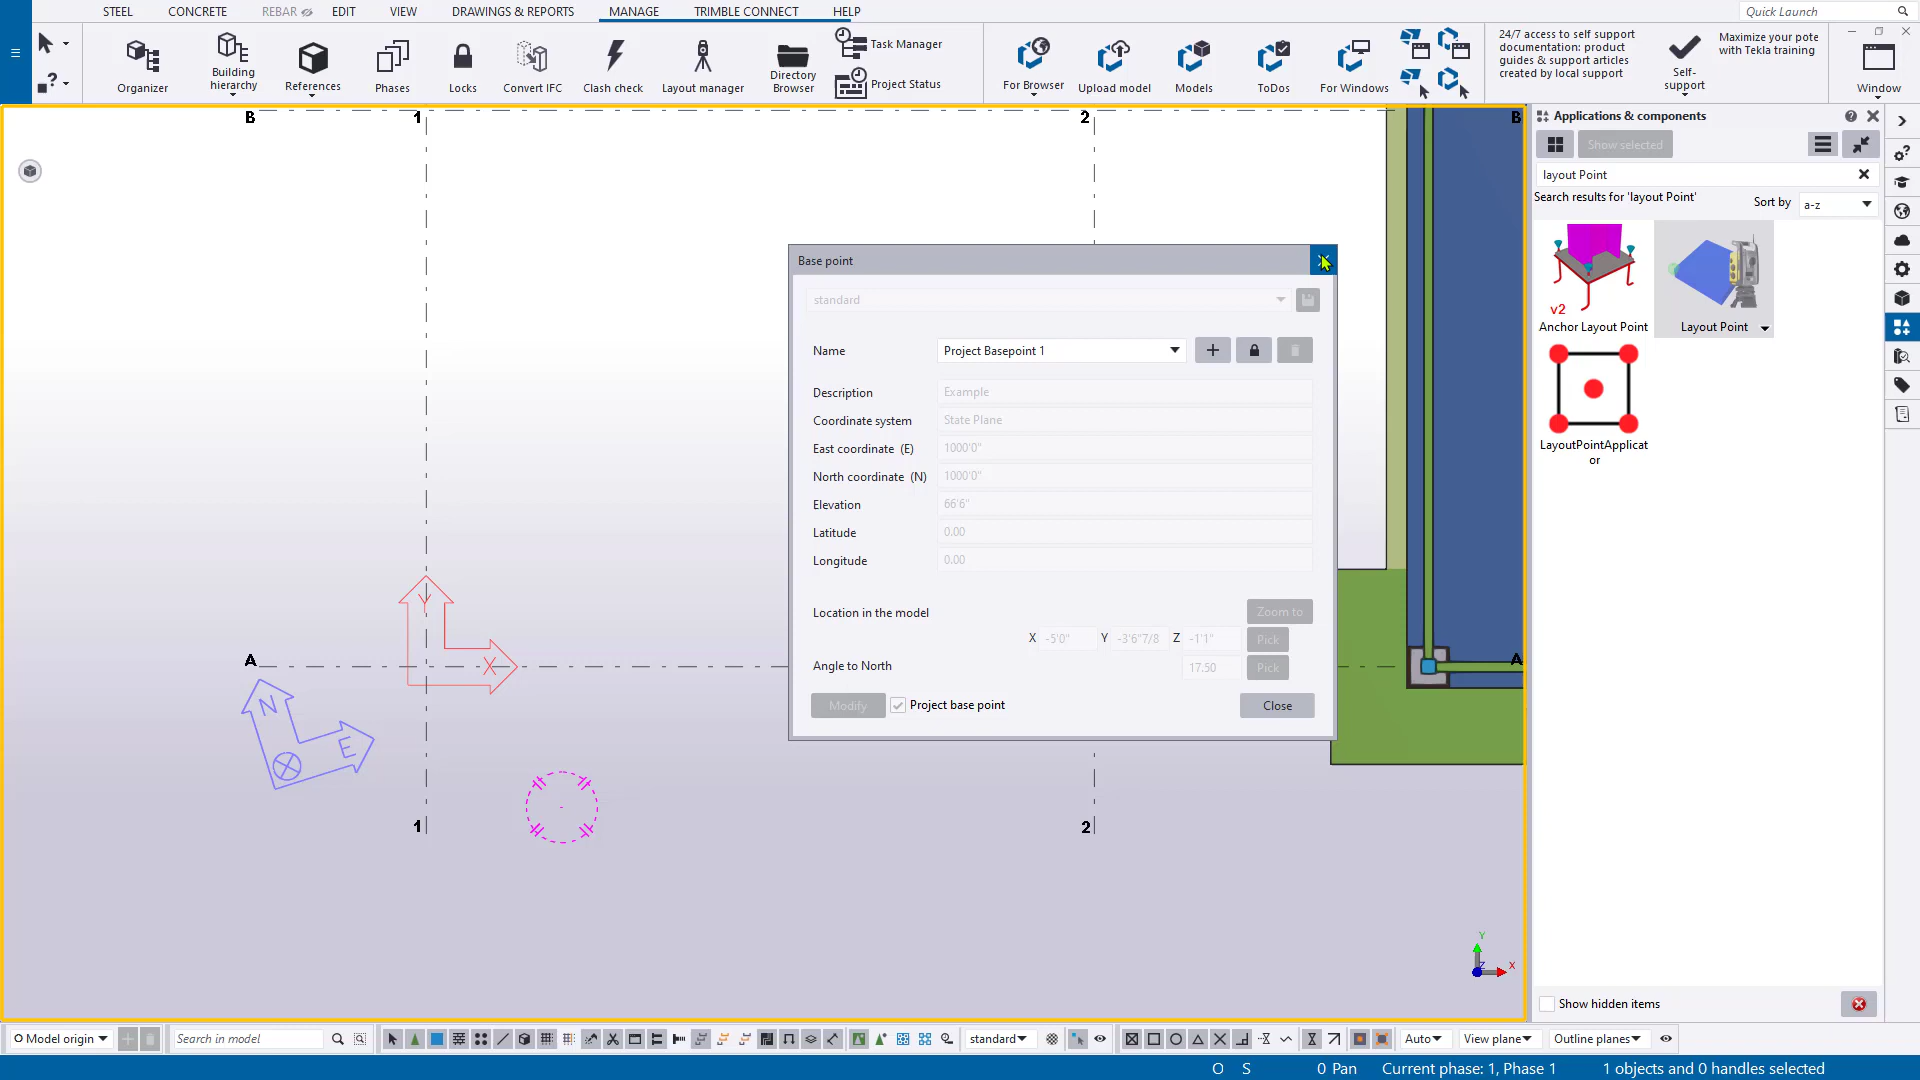 STEEL
CONCRETE
REBAR
EDIT
VIEW
DRAWINGS & REPORTS
MANAGE
TRIMBLE CONNECT
HELP
Quick Launch
Organizer
Building
hierarchy
References
Phases
Locks
Convert IFC
Clash check
Layout manager
Directory
Browser
Task Manager
Project Status
For Browser
Upload model
Models
ToDos
For Windows
24/7 access to self support
documentation: product
guides & support articles
created by local support
Self-
support
Maximize your pote
with Tekla training
Window
B
1
2
B
Applications & components
Show selected
layout Point
Search results for 'layout Point'
Sort by
a-z
v2
Anchor Layout Point
Layout Point
LayoutPointApplicat
or
Base point
standard
Name
Project Basepoint 1
Description
Example
Coordinate system
State Plane
East coordinate (E)
1000'0"
North coordinate (N)
1000'0"
Elevation
66'6"
Latitude
0.00
Longitude
0.00
Location in the model
Zoom to
X
-5'0"
Y
-3'6"7/8
Z
-1'1"
Pick
Angle to North
17.50
Pick
Modify
Project base point
Close
Y
X
A
A
N
E
1
2
Y
Z
X
Show hidden items
O Model origin
Search in model
standard
Auto
View plane
Outline planes
O
S
0 Pan
Current phase: 1, Phase 1
1 objects and 0 handles selected